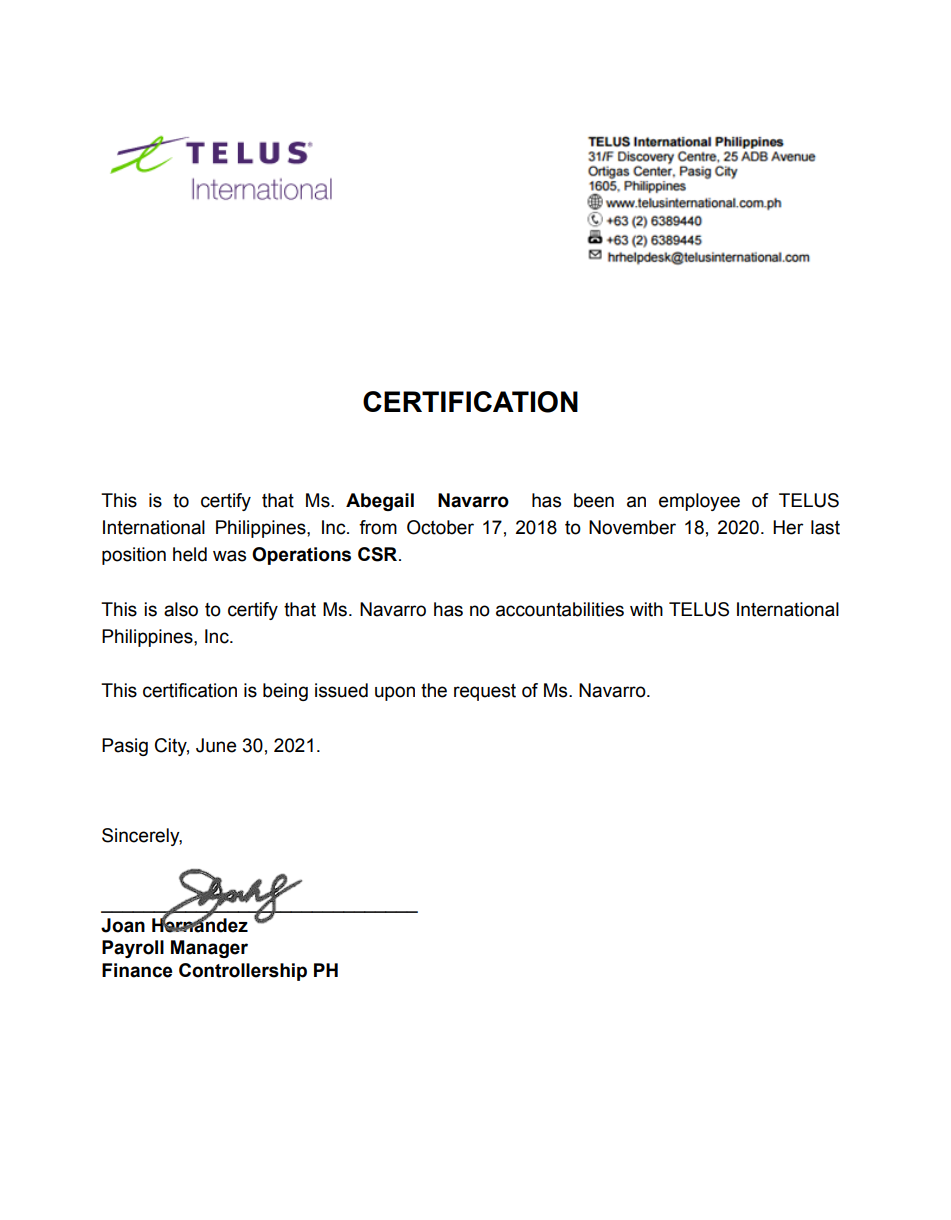 TELUS®
International
TELUS International Philippines
31/F Discovery Centre, 25 ADB Avenue
Ortigas Center, Pasig City
1605, Philippines
www.telusinternational.com.ph
+63 (2) 6389440
+63 (2) 6389445
hrhelpdesk@telusinternational.com
CERTIFICATION
This is to certify that Ms. Abegail Navarro has been an employee of TELUS
International Philippines, Inc. from October 17, 2018 to November 18, 2020. Her last
position held was Operations CSR.
This is also to certify that Ms. Navarro has no accountabilities with TELUS International
Philippines, Inc.
This certification is being issued upon the request of Ms. Navarro.
Pasig City, June 30, 2021.
Sincerely,
Joan Hernandez
Payroll Manager
Finance Controllership PH